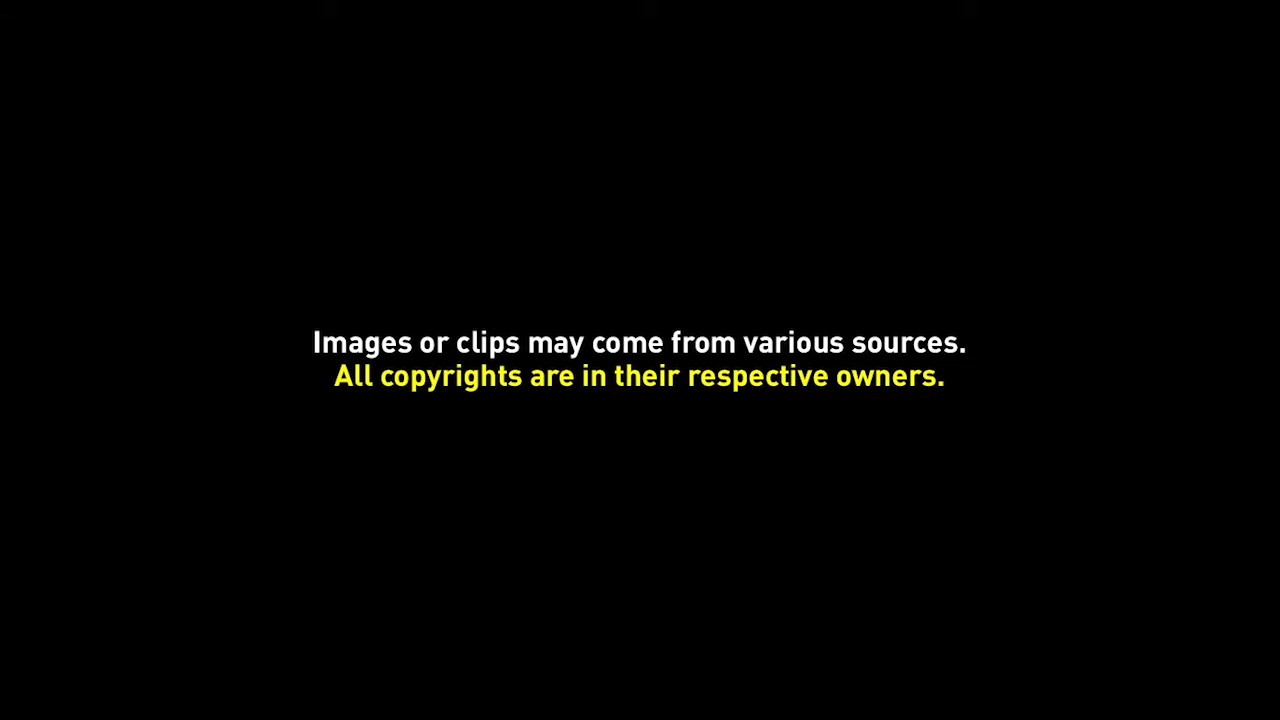 Images or clips may come from various sources.
All copyrights are in their respective owners.